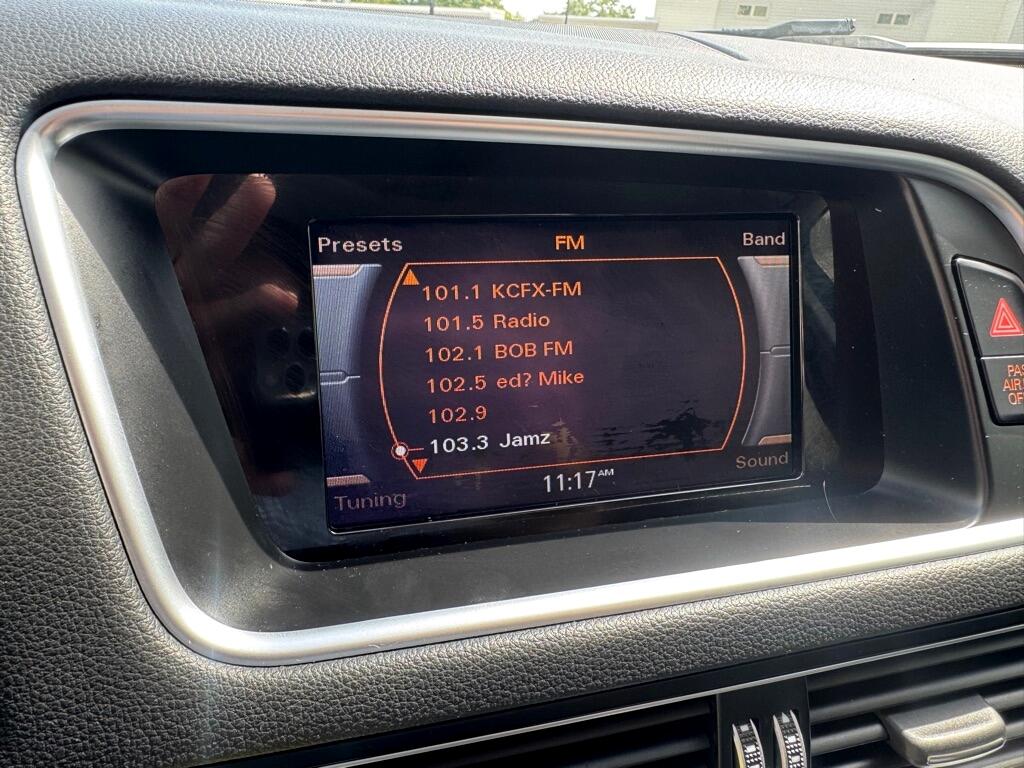 Presets FM Band
101.1 KCFX-FM
101.5 Radio
102.1 BOB FM
102.5 ed? Mike
102.9
103.3 Jamz
Tuning 11:17AM Sound